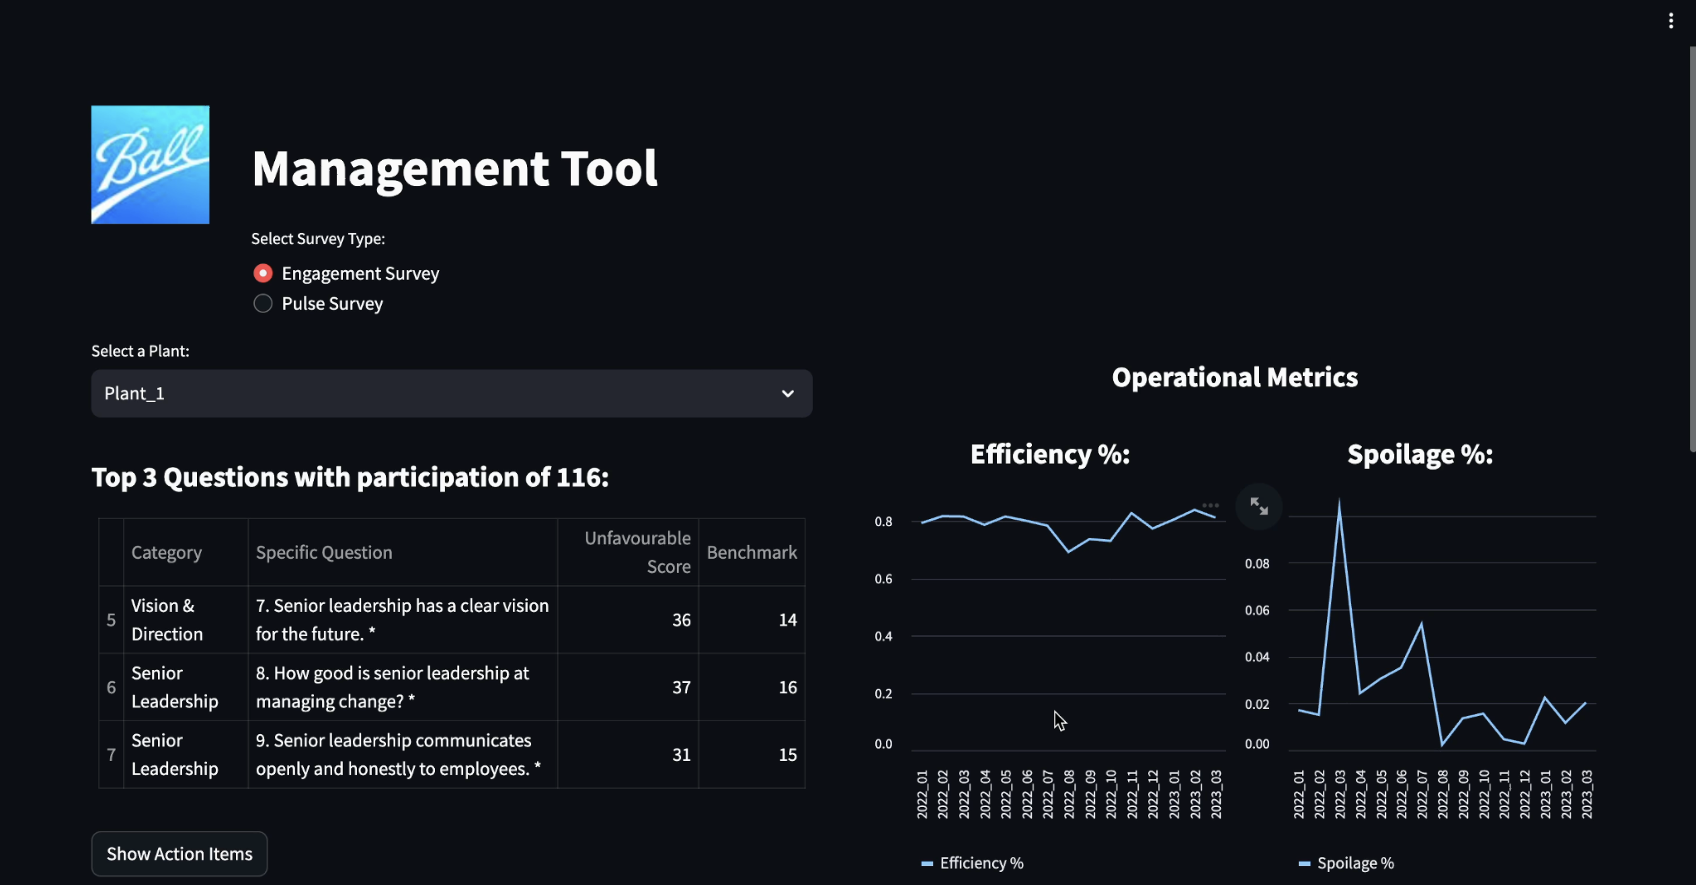 Ball
Management Tool
Select Survey Type:
Engagement Survey
Pulse Survey
Select a Plant:
Plant_1
Top 3 Questions with participation of 116:
Category
Specific Question
Unfavourable
Score
Benchmark
5
Vision &
Direction
7. Senior leadership has a clear vision
for the future. *
36
14
6
Senior
Leadership
8. How good is senior leadership at
managing change? *
37
16
7
Senior
Leadership
9. Senior leadership communicates
openly and honestly to employees. *
31
15
Show Action Items
Operational Metrics
Efficiency %:
0.8
0.6
0.4
0.2
0.0
2022_01
2022_02
2022_03
2022_04
2022_05
2022_06
2022_07
2022_08
2022_09
2022_10
2022_11
2022_12
2023_01
2023_02
2023_03
Efficiency %
Spoilage %:
0.08
0.06
0.04
0.02
0.00
2022_01
2022_02
2022_03
2022_04
2022_05
2022_06
2022_07
2022_08
2022_09
2022_10
2022_11
2022_12
2023_01
2023_02
2023_03
Spoilage %